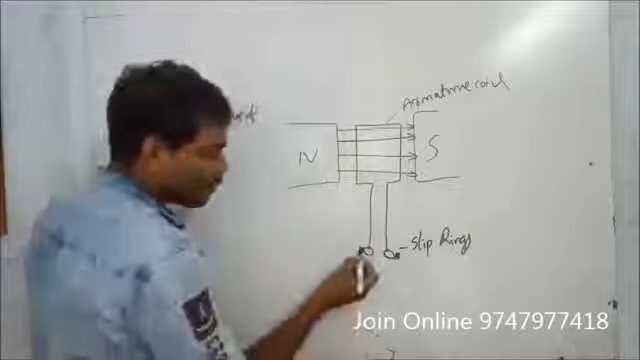 Armature coil
N
S
Slip Rings
Join Online 9747977418